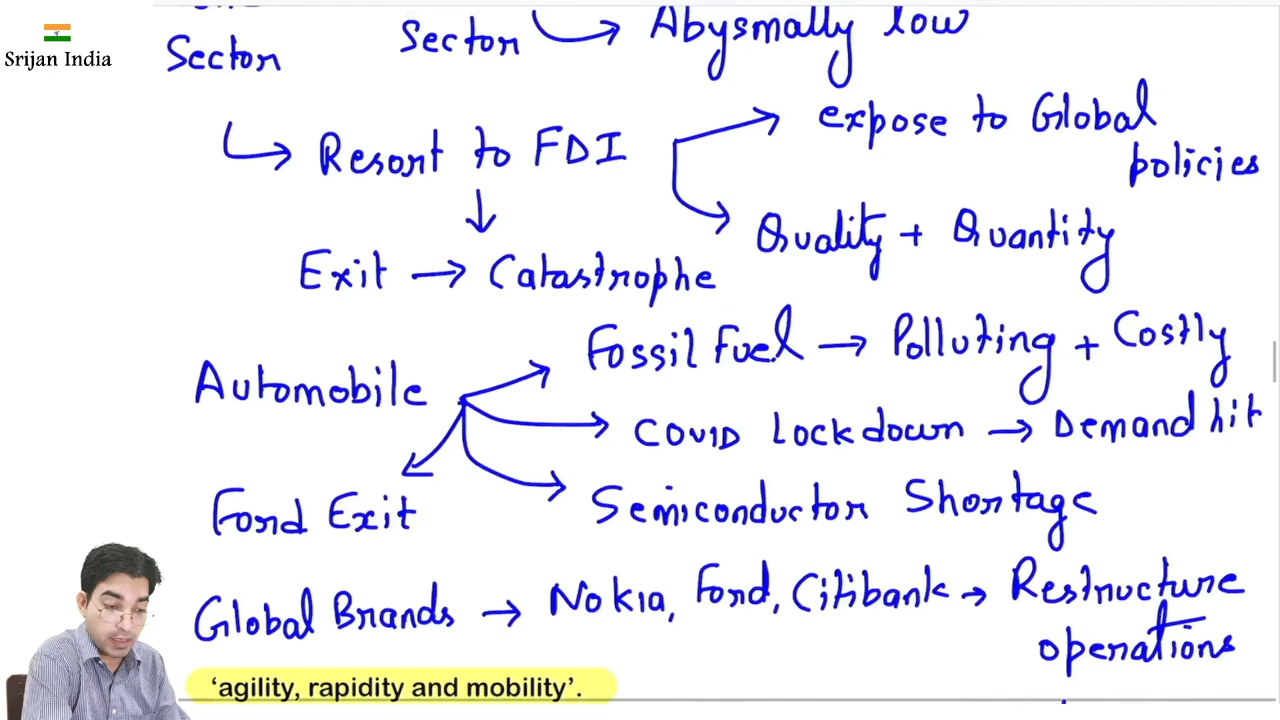 Srijan India
Sector
Sector → Abysmally low
→ Resort to FDI
→ expose to Global
policies
→ Quality + Quantity
↓
Exit → Catastrophe
Automobile
→ Fossil Fuel → Polluting + Costly
→ COVID Lockdown → Demand hit
→ Semiconductor Shortage
Ford Exit
Global Brands → Nokia, Ford, Citibank → Restructure
operations
‘agility, rapidity and mobility’.